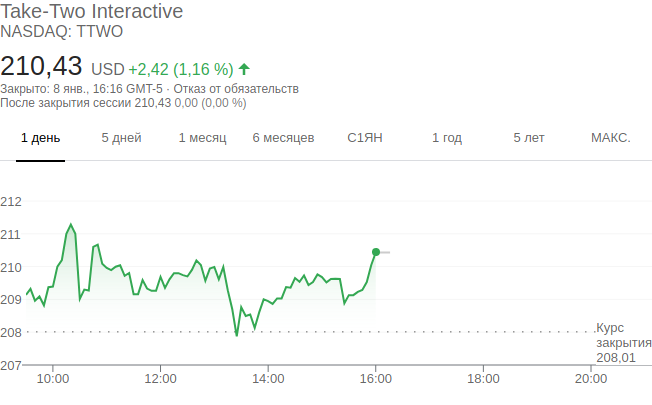 Take-Two Interactive
NASDAQ: TTWO
210,43 USD +2,42 (1,16 %)
Закрыто: 8 янв., 16:16 GMT-5 · Отказ от обязательств
После закрытия сессии 210,43 0,00 (0,00 %)
1 день 5 дней 1 месяц 6 месяцев С1ЯН 1 год 5 лет МАКС.
212
211
210
209
208
207
Курс
закрытия
208,01
10:00 12:00 14:00 16:00 18:00 20:00